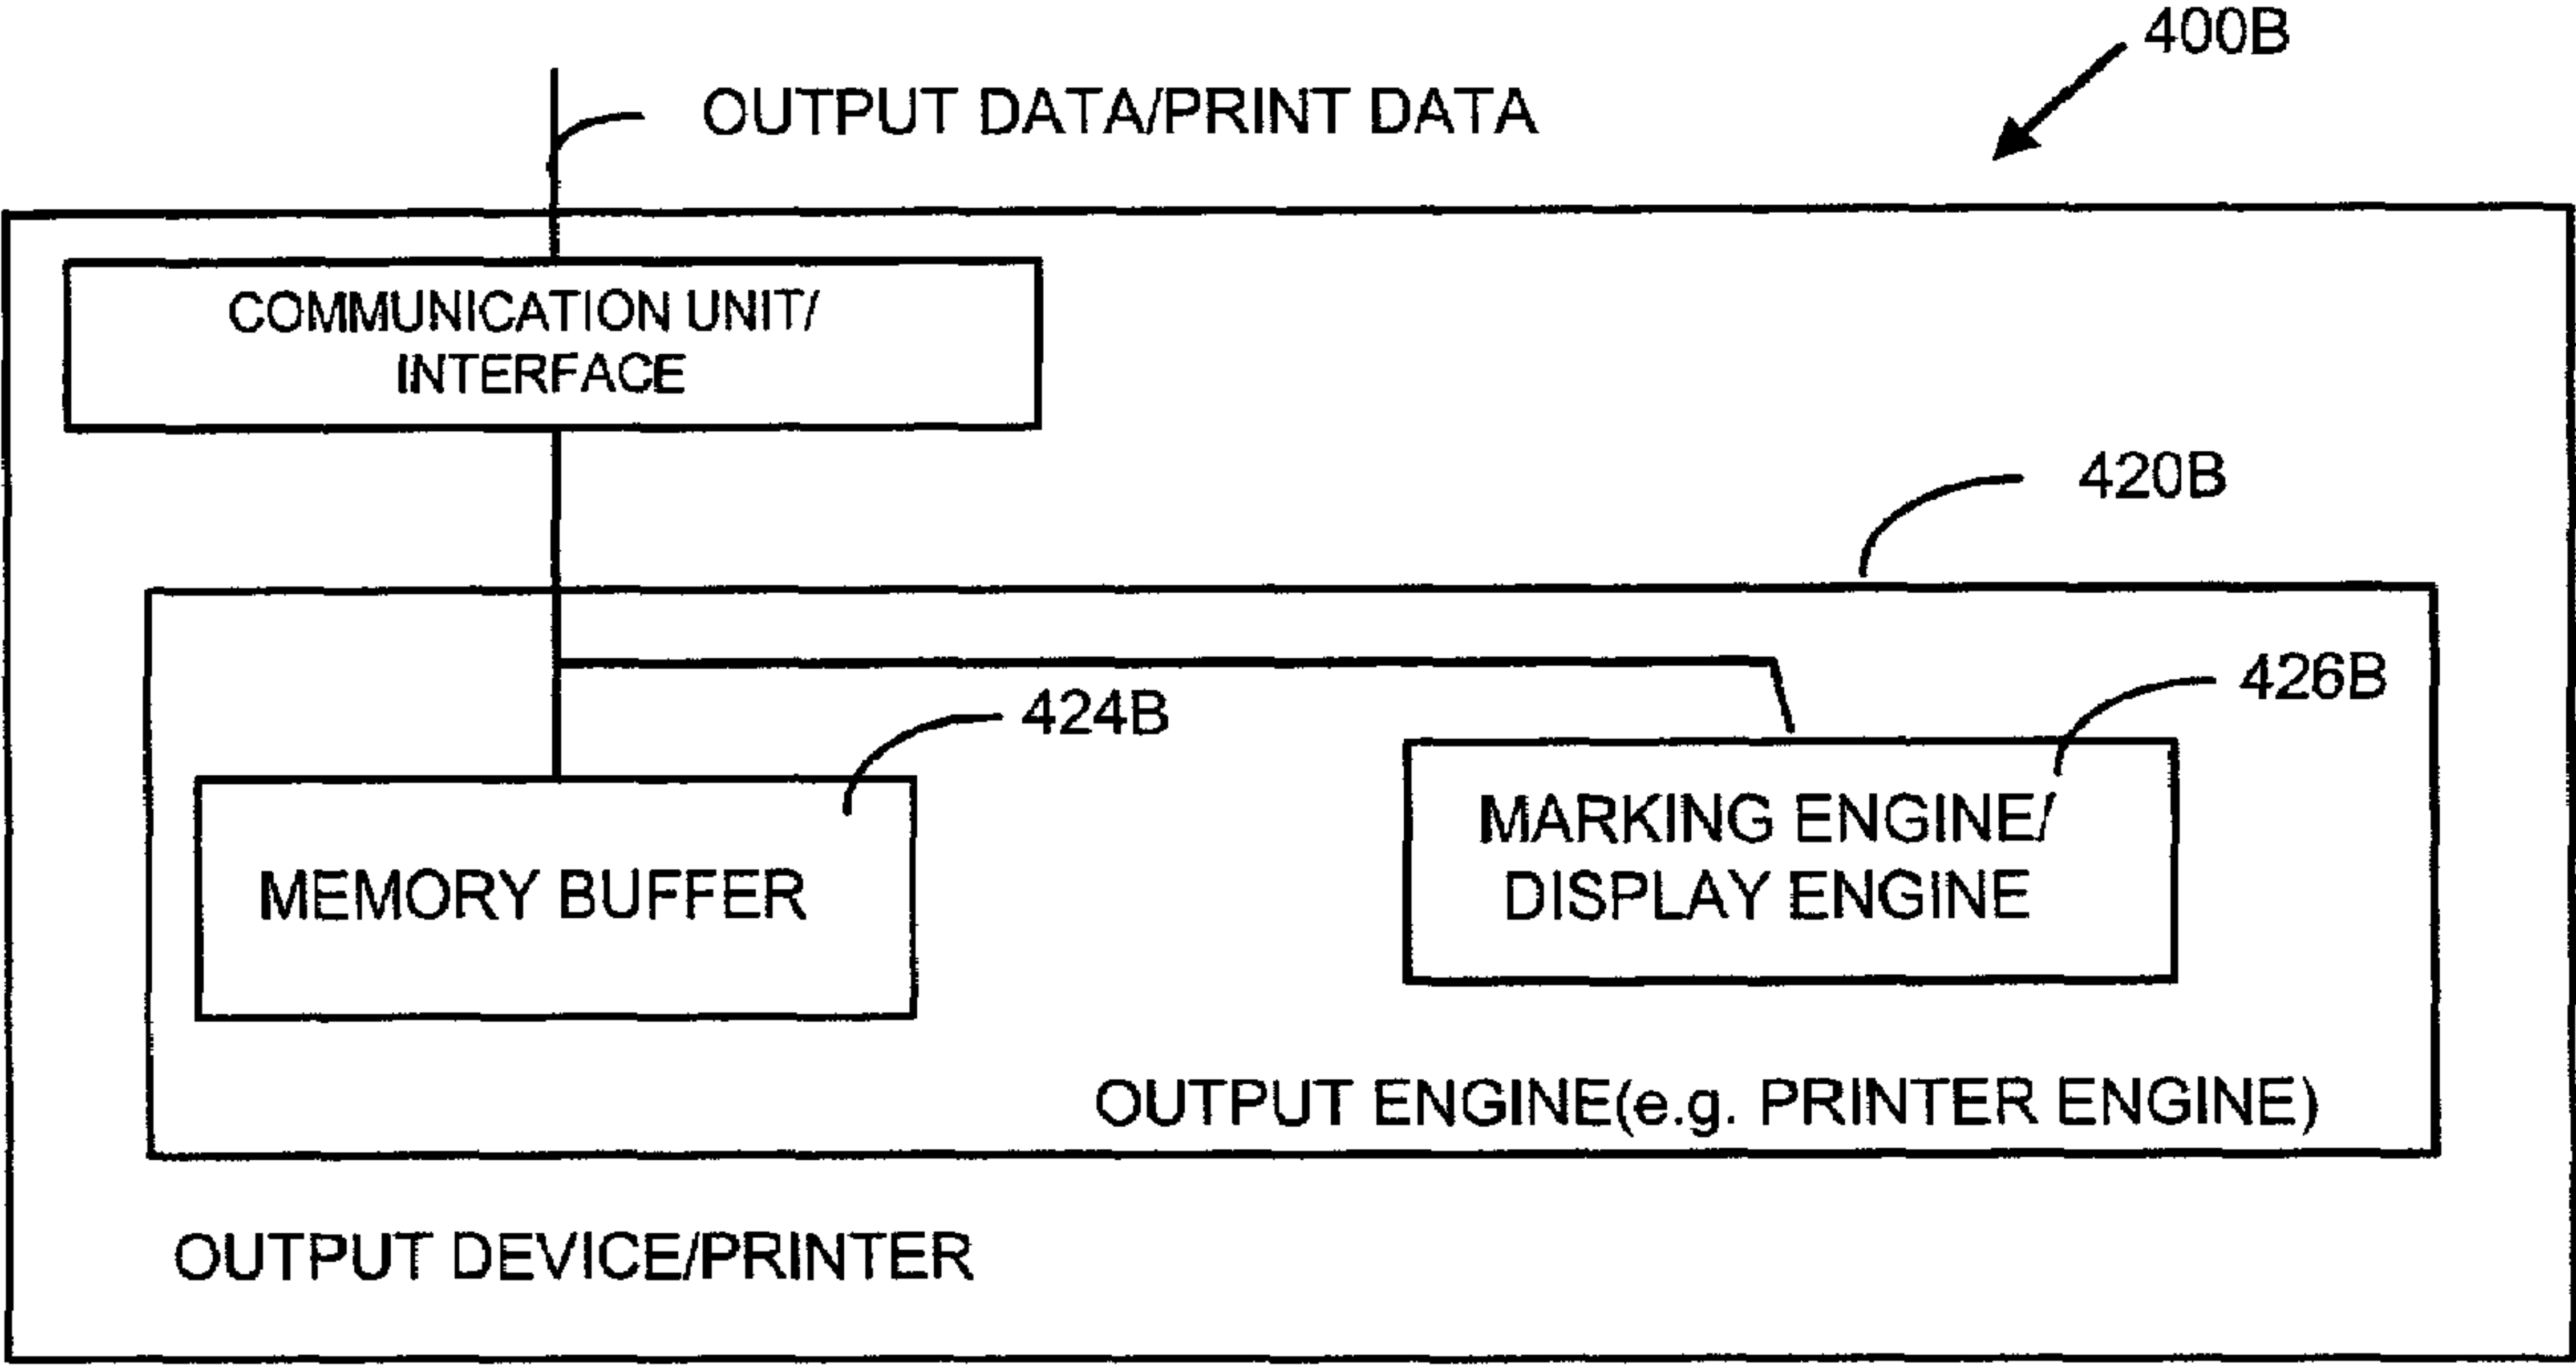 400B
OUTPUT DATA/PRINT DATA
COMMUNICATION UNIT/
INTERFACE
420B
426B
424B
MARKING ENGINE/
DISPLAY ENGINE
MEMORY BUFFER
OUTPUT ENGINE(e.g. PRINTER ENGINE)
OUTPUT DEVICE/PRINTER